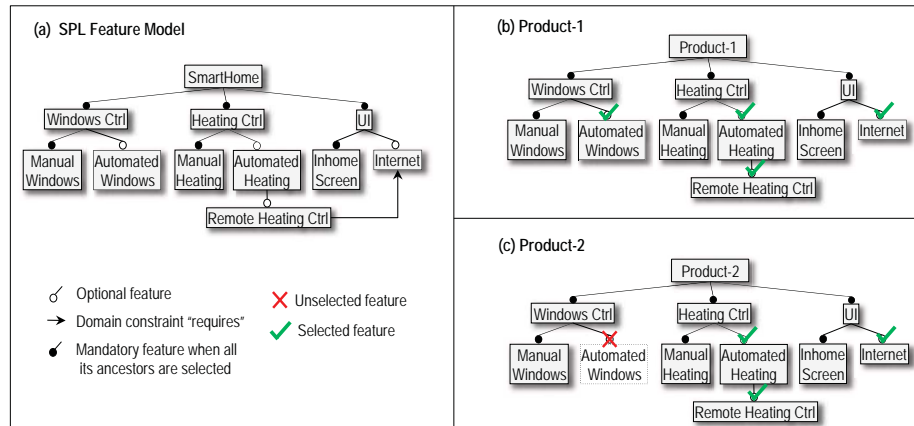 (a) SPL Feature Model
SmartHome
Windows Ctrl
Heating Ctrl
UI
Manual
Windows
Automated
Windows
Manual
Heating
Automated
Heating
Inhome
Screen
Internet
Remote Heating Ctrl
Optional feature
Domain constraint "requires"
Mandatory feature when all
its ancestors are selected
Unselected feature
Selected feature
(b) Product-1
Product-1
Windows Ctrl
Heating Ctrl
UI
Manual
Windows
Automated
Windows
Manual
Heating
Automated
Heating
Inhome
Screen
Internet
Remote Heating Ctrl
(c) Product-2
Product-2
Windows Ctrl
Heating Ctrl
UI
Manual
Windows
Automated
Windows
Manual
Heating
Automated
Heating
Inhome
Screen
Internet
Remote Heating Ctrl